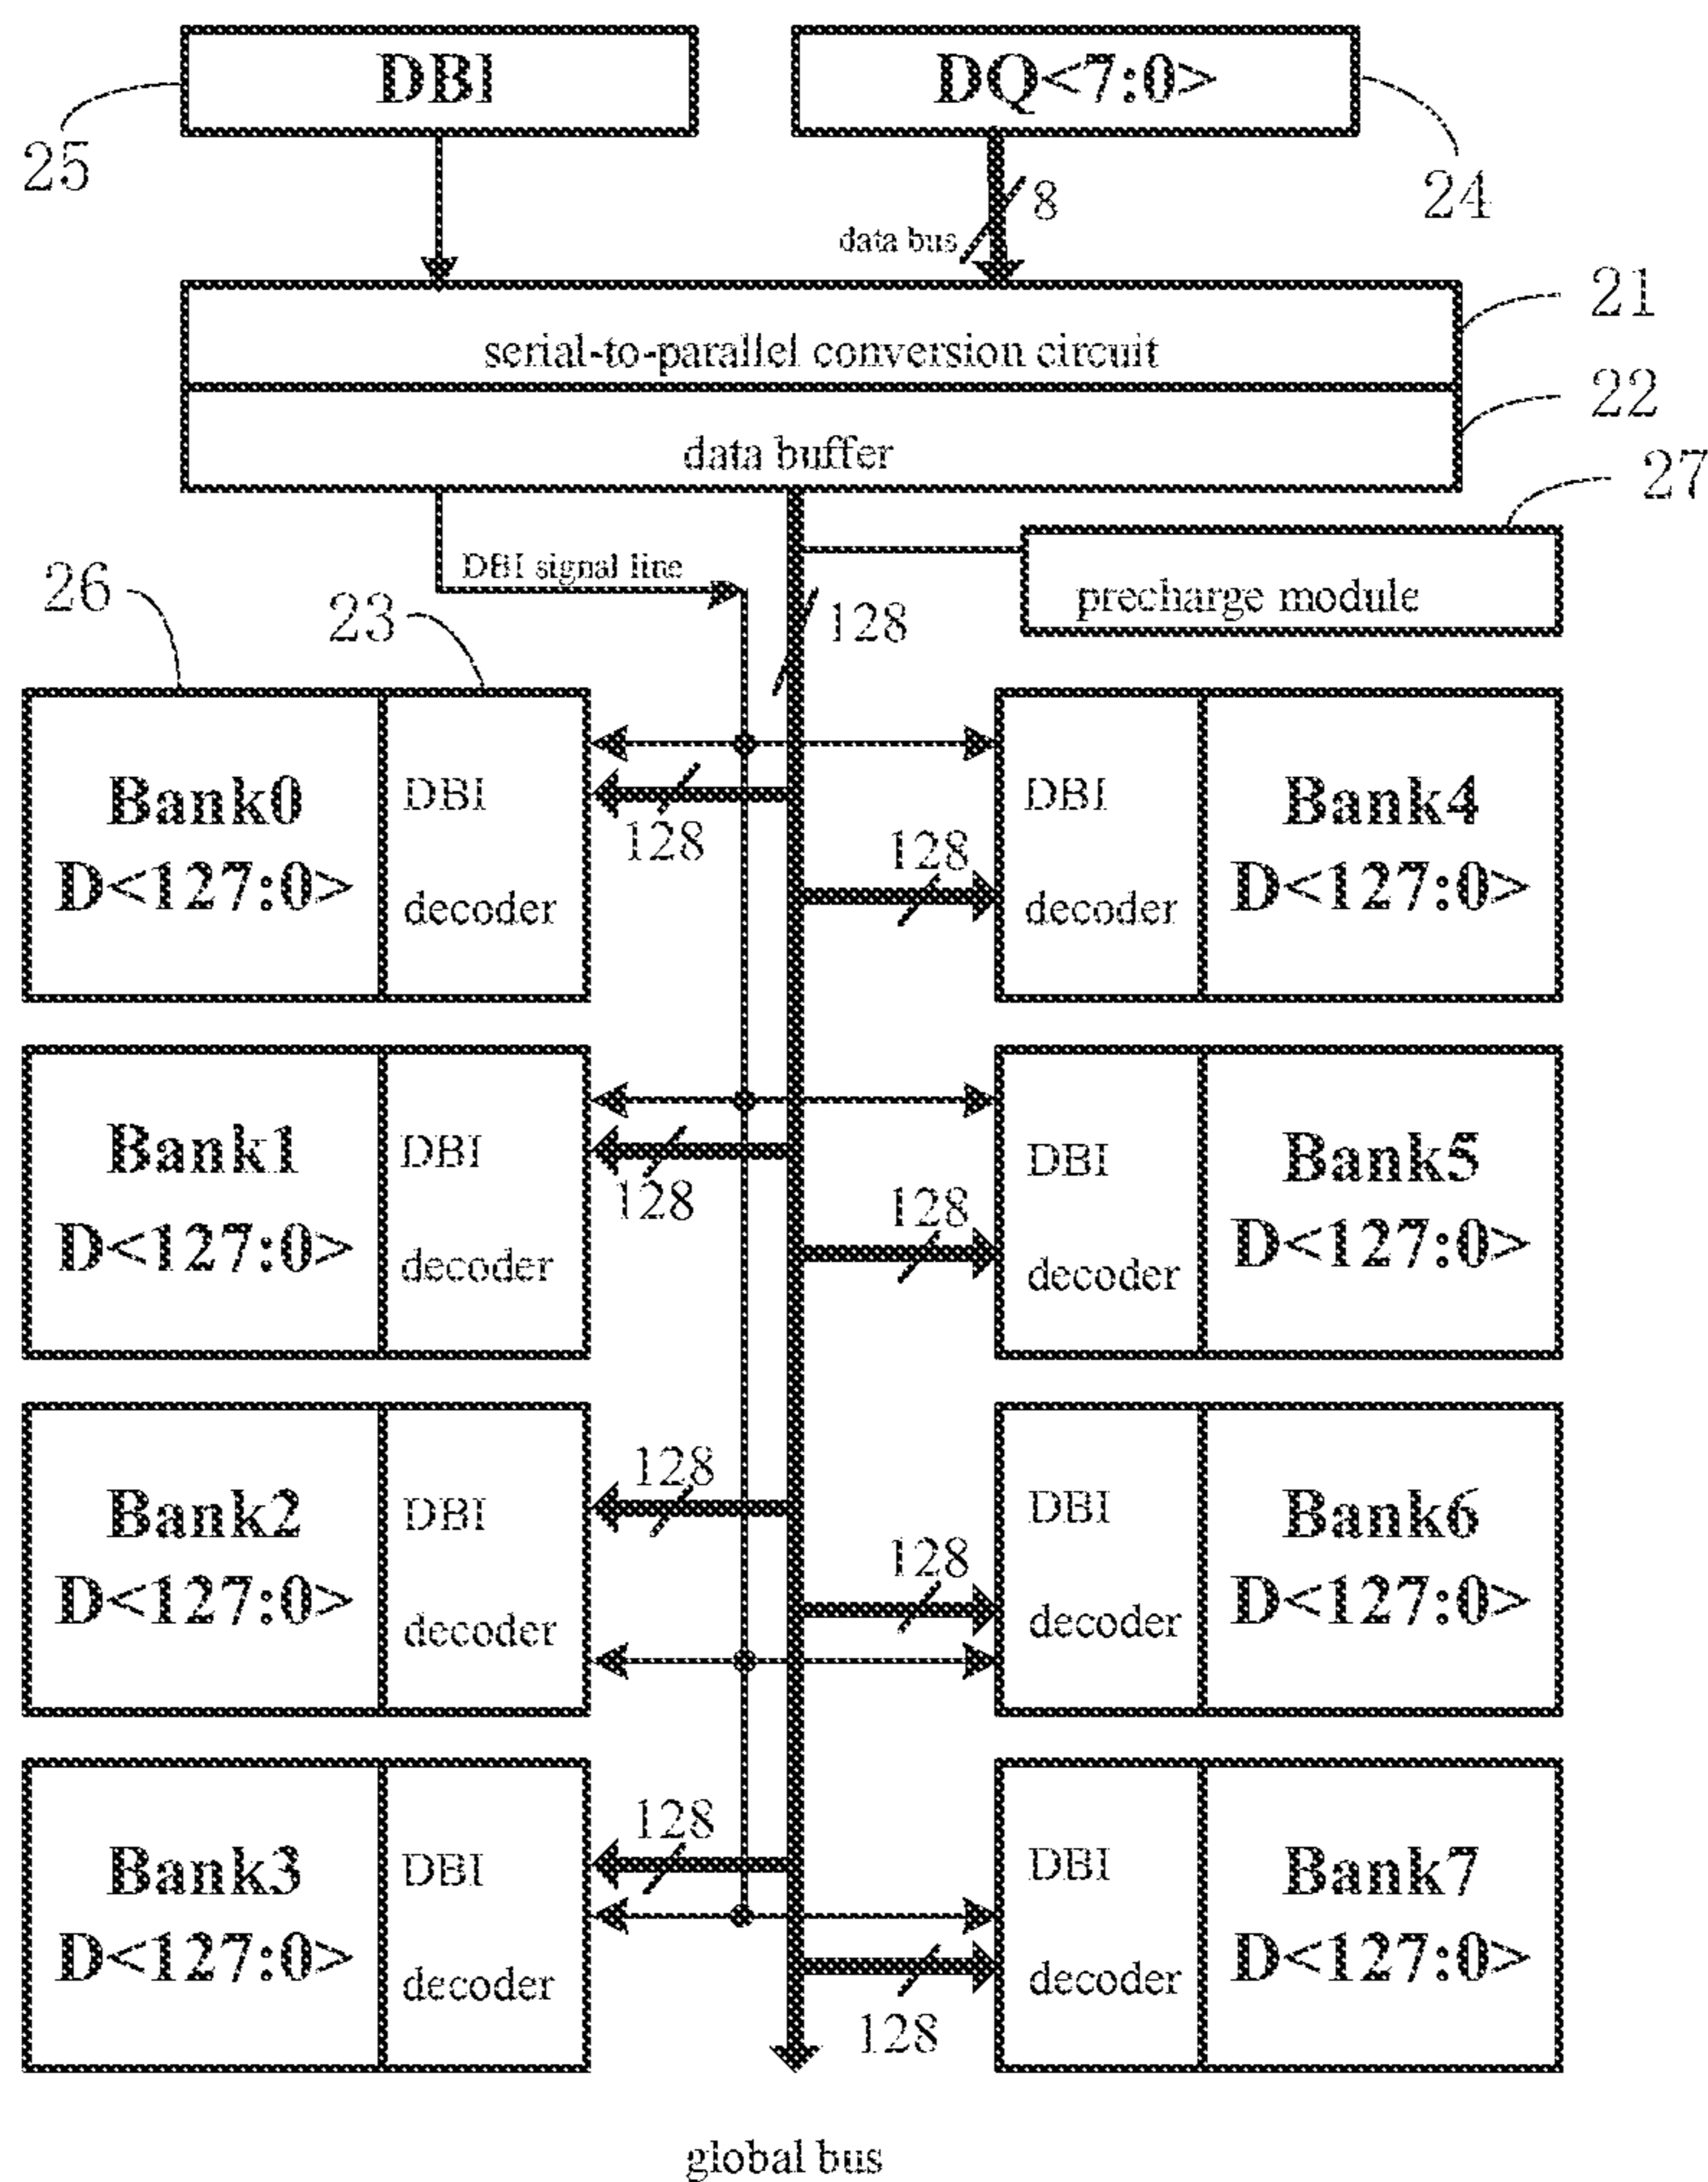 DBI
DQ<7:0>
25
24
8
data bus
21
serial-to-parallel conversion circuit
22
data buffer
27
DBI signal line
precharge module
26
23
128
Bank0
D<127:0>
DBI
decoder
128
128
DBI
decoder
Bank4
D<127:0>
Bank1
D<127:0>
DBI
decoder
128
128
DBI
decoder
Bank5
D<127:0>
Bank2
D<127:0>
DBI
decoder
128
128
DBI
decoder
Bank6
D<127:0>
Bank3
D<127:0>
DBI
decoder
128
128
DBI
decoder
Bank7
D<127:0>
global bus